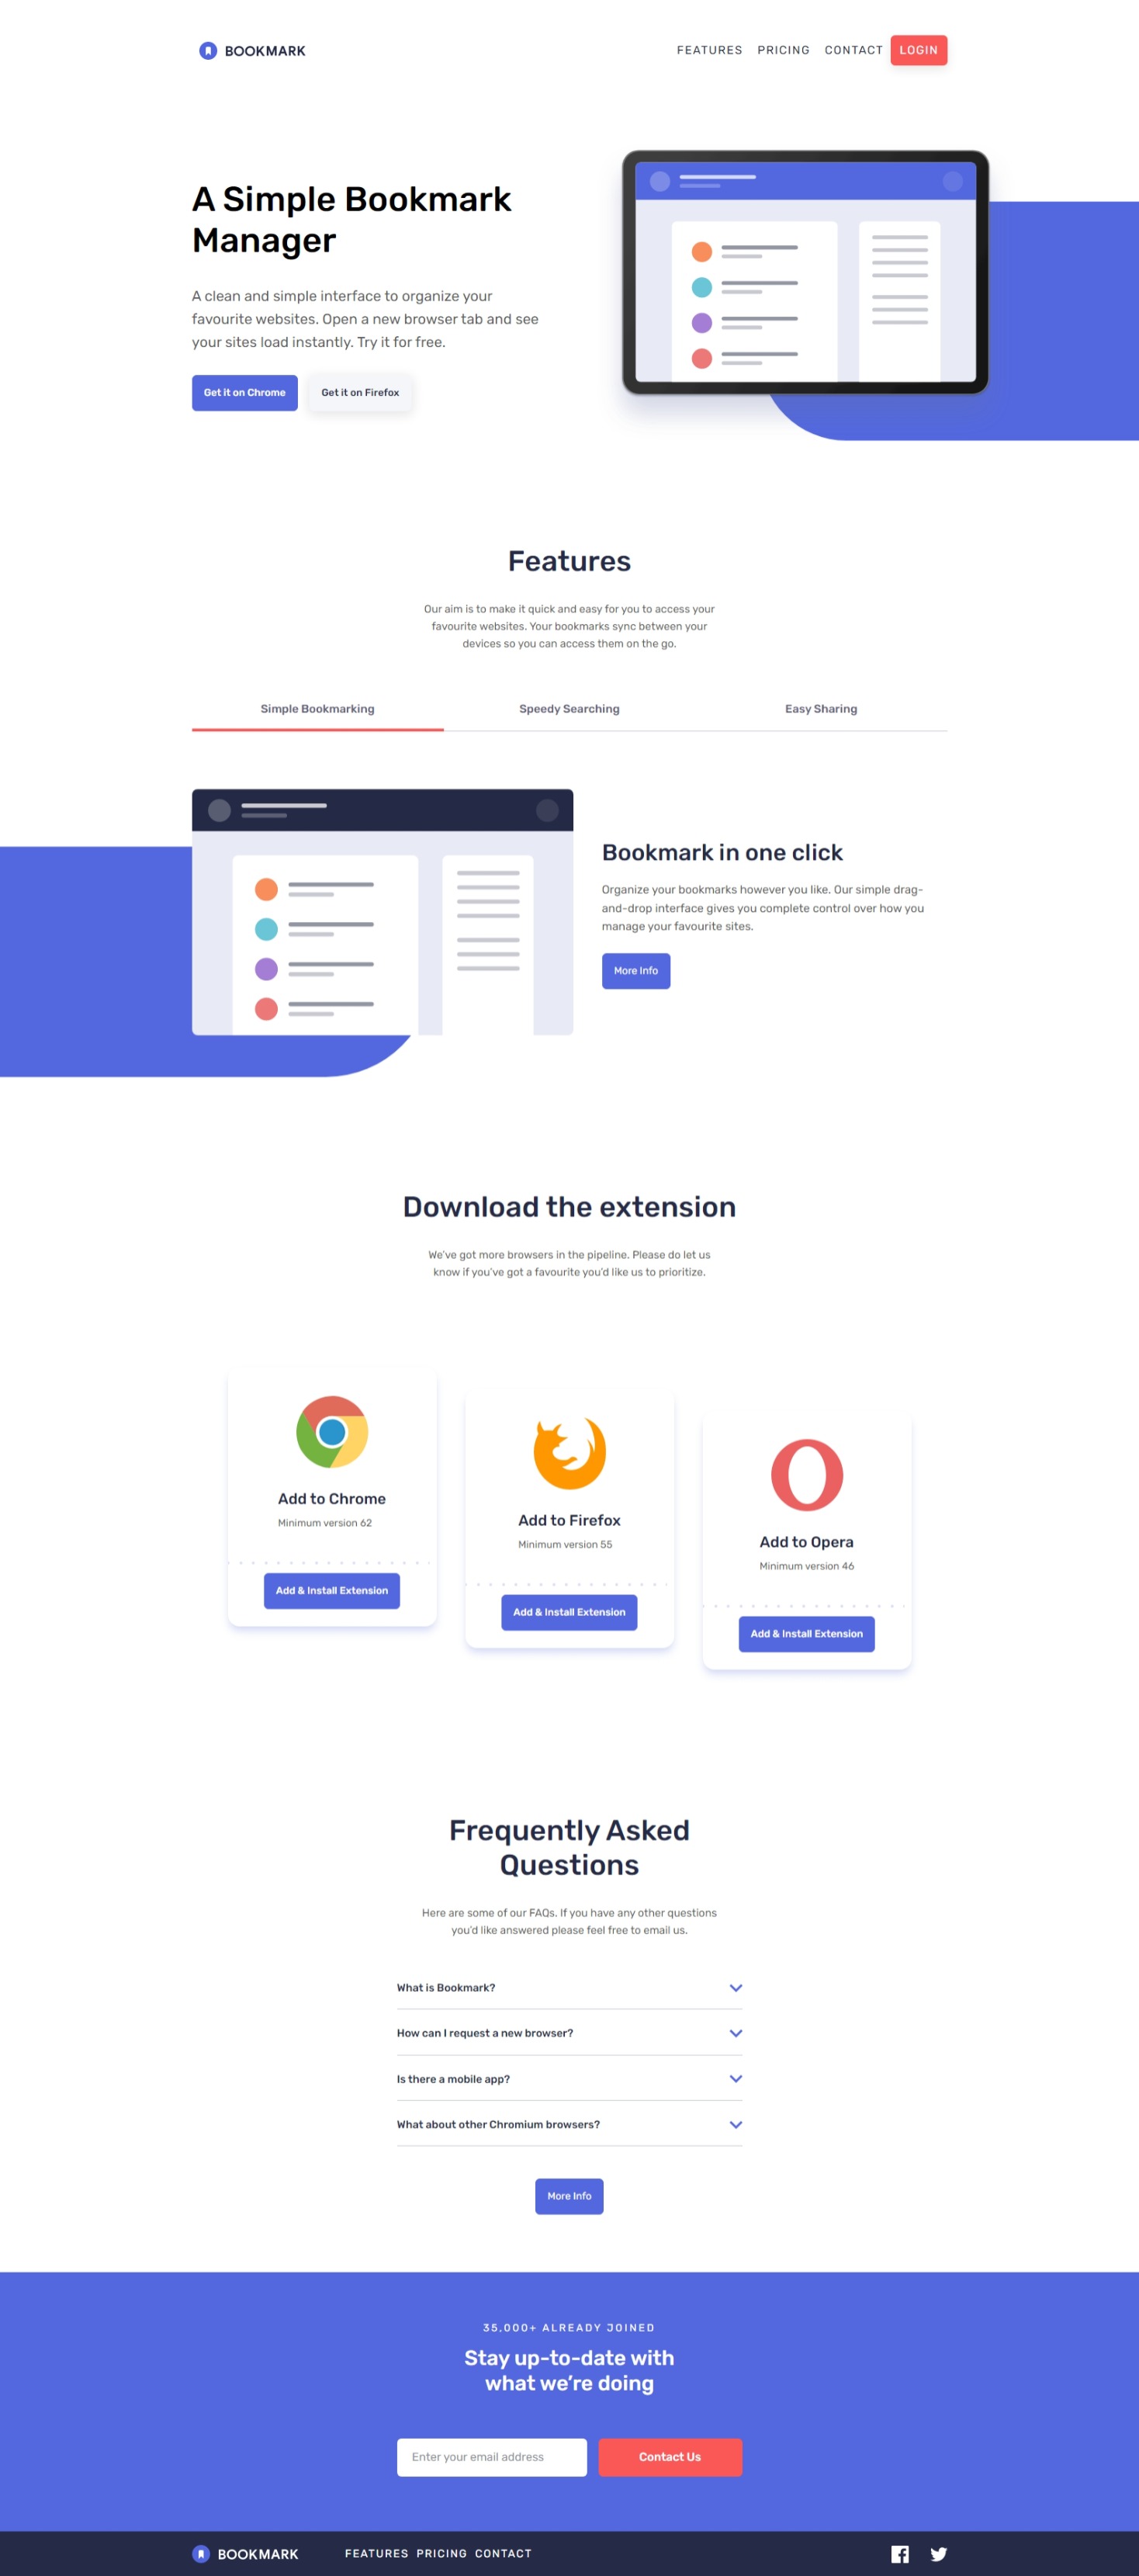 BOOKMARK
FEATURES PRICING CONTACT LOGIN
A Simple Bookmark
Manager
A clean and simple interface to organize your
favourite websites. Open a new browser tab and see
your sites load instantly. Try it for free.
Get it on Chrome Get it on Firefox
Features
Our aim is to make it quick and easy for you to access your
favourite websites. Your bookmarks sync between your
devices so you can access them on the go.
Simple Bookmarking Speedy Searching Easy Sharing
Bookmark in one click
Organize your bookmarks however you like. Our simple drag-
and-drop interface gives you complete control over how you
manage your favourite sites.
More Info
Download the extension
We've got more browsers in the pipeline. Please do let us
know if you've got a favourite you'd like us to prioritize.
Add to Chrome
Minimum version 62
Add & Install Extension
Add to Firefox
Minimum version 55
Add & Install Extension
Add to Opera
Minimum version 46
Add & Install Extension
Frequently Asked
Questions
Here are some of our FAQs. If you have any other questions
you'd like answered please feel free to email us.
What is Bookmark?
How can I request a new browser?
Is there a mobile app?
What about other Chromium browsers?
More Info
35,000+ ALREADY JOINED
Stay up-to-date with
what we're doing
Enter your email address Contact Us
BOOKMARK FEATURES PRICING CONTACT